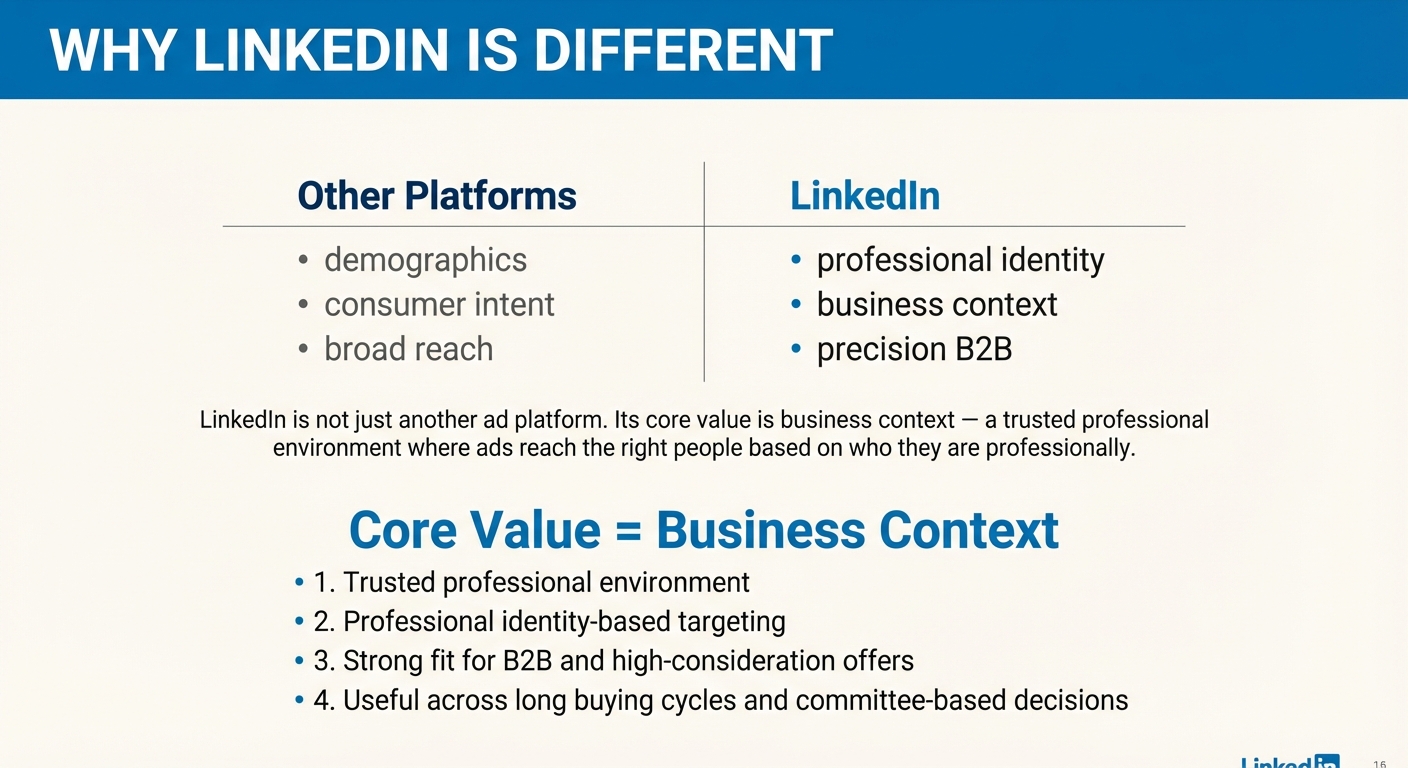 WHY LINKEDIN IS DIFFERENT
Other Platforms
• demographics
• consumer intent
• broad reach
LinkedIn
• professional identity
• business context
• precision B2B
LinkedIn is not just another ad platform. Its core value is business context — a trusted professional
environment where ads reach the right people based on who they are professionally.
Core Value = Business Context
• 1. Trusted professional environment
• 2. Professional identity-based targeting
• 3. Strong fit for B2B and high-consideration offers
• 4. Useful across long buying cycles and committee-based decisions
Linkedin
16